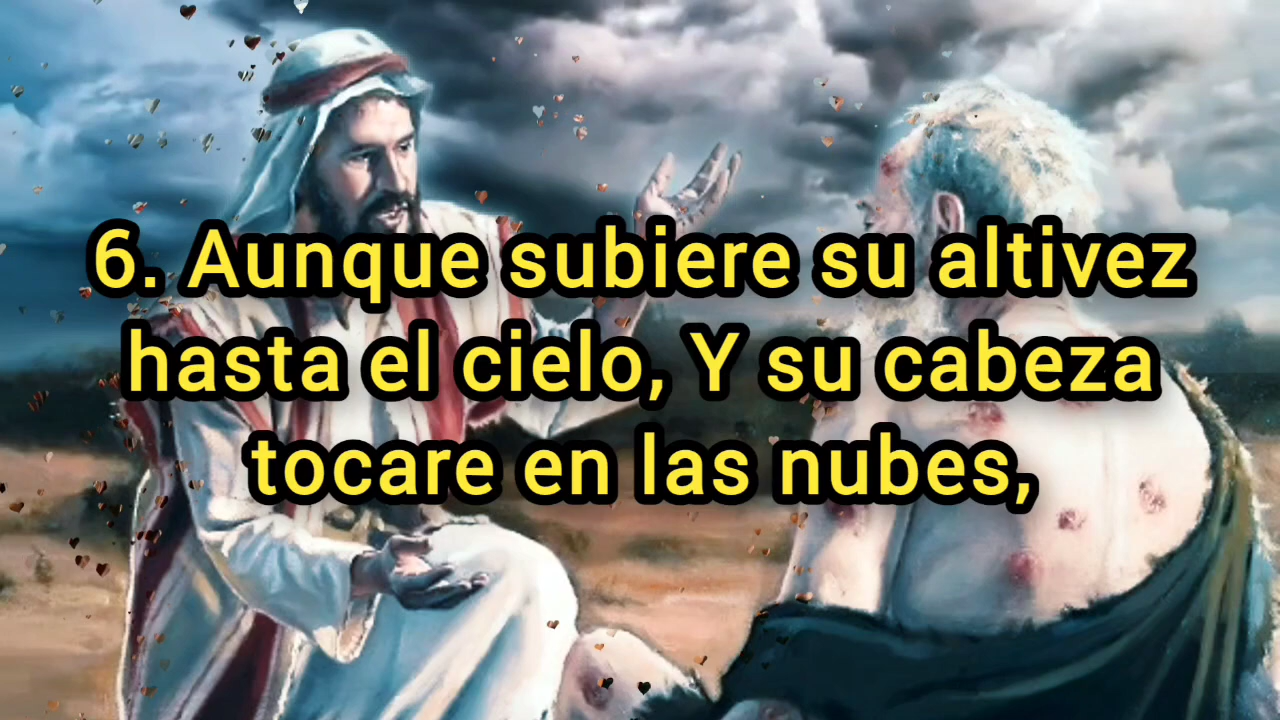 6. Aunque subiere su altivez
hasta el cielo, Y su cabeza
tocare en las nubes,